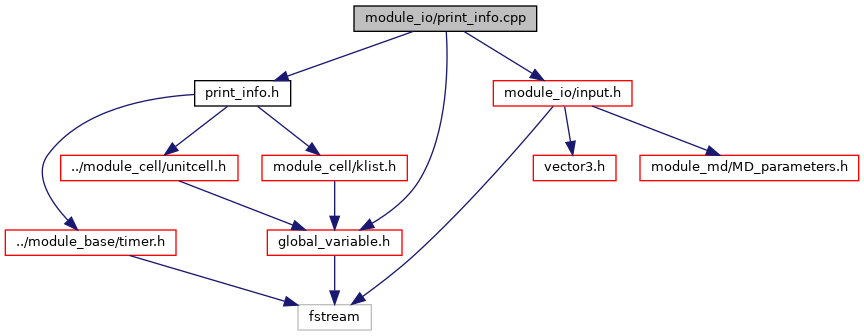 module_io/print_info.cpp
print_info.h
module_io/input.h
../module_cell/unitcell.h
module_cell/klist.h
vector3.h
module_md/MD_parameters.h
../module_base/timer.h
global_variable.h
fstream